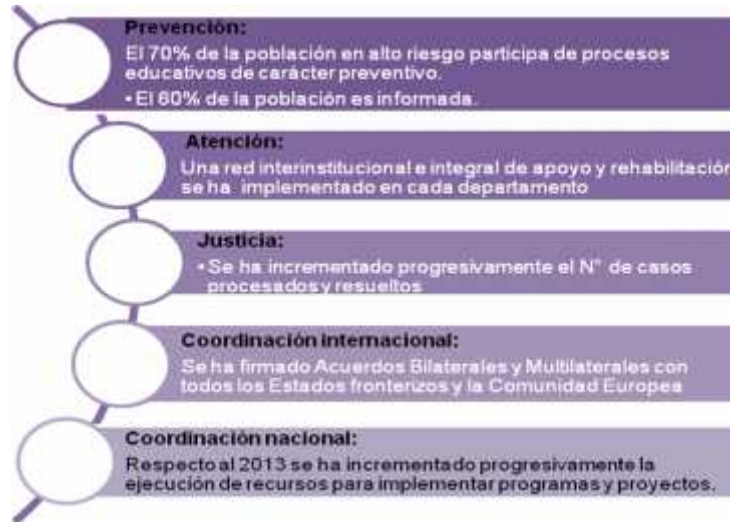 Prevención:
El 70% de la población en alto riesgo participa de procesos
educativos de carácter preventivo.
• El 60% de la población es informada.
Atención:
Una red interinstitucional e integral de apoyo y rehabilitación
se ha implementado en cada departamento
Justicia:
• Se ha incrementado progresivamente el N° de casos
procesados y resueltos
Coordinación internacional:
Se ha firmado Acuerdos Bilaterales y Multilaterales con
todos los Estados fronterizos y la Comunidad Europea
Coordinación nacional:
Respecto al 2013 se ha incrementado progresivamente la
ejecución de recursos para implementar programas y proyectos.